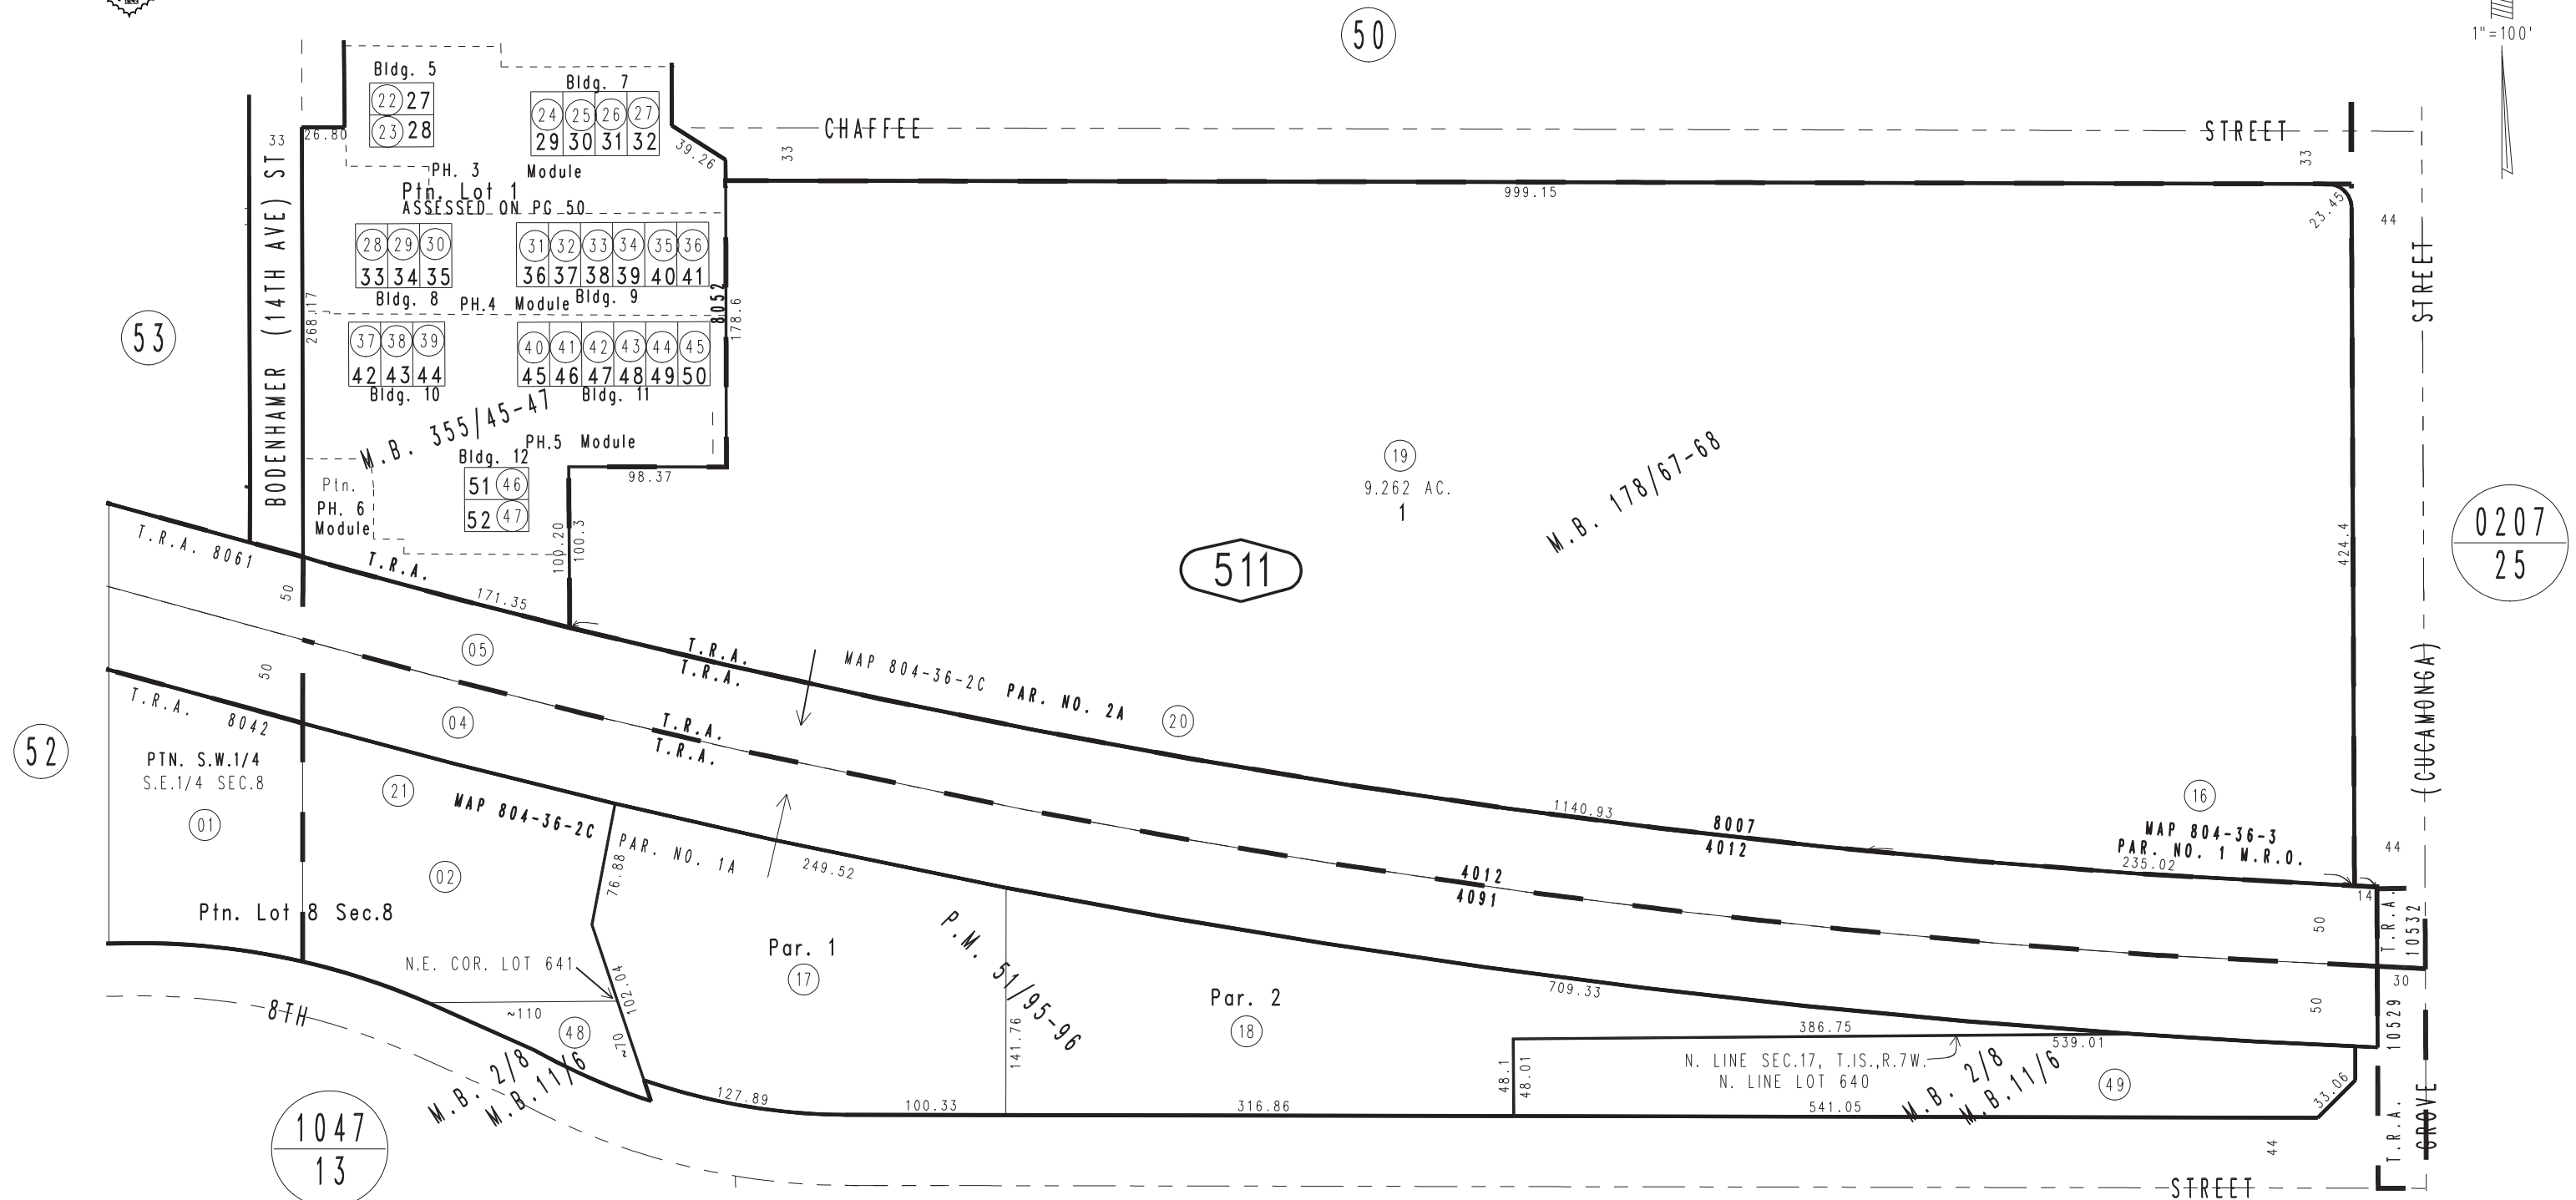 50
1"=100'
Bldg. 5
22 27
23 28
Bldg. 7
24 25 26 27
29 30 31 32
33
26.80
39.26
33
CHAFFEE STREET
33
PH. 3 Module
Ptn. Lot 1
ASSESSED ON PG 50
999.15
23.45
44
BODENHAMER (14TH AVE) ST
28 29 30
33 34 35
Bldg. 8
31 32 33 34 35 36
36 37 38 39 40 41
Bldg. 9
PH.4 Module
8052
178.6
268.17
53
37 38 39
42 43 44
Bldg. 10
40 41 42 43 44 45
45 46 47 48 49 50
Bldg. 11
M.B. 355/45-47
PH.5 Module
Bldg. 12
51 46
52 47
98.37
Ptn.
PH. 6
Module
100.20
100.3
19
9.262 AC.
1
M.B. 178/67-68
511
424.4
0207
25
T.R.A. 8061
T.R.A.
171.35
50
50
05
T.R.A.
T.R.A.
MAP 804-36-2C PAR. NO. 2A
20
T.R.A. 8042
04
T.R.A.
T.R.A.
52
PTN. S.W.1/4
S.E.1/4 SEC.8
01
21
MAP 804-36-2C
PAR. NO. 1A
76.88
249.52
1140.93
8007
4012
4012
4091
16
MAP 804-36-3
PAR. NO. 1 M.R.O.
235.02
44
14
T.R.A.
10532
50
30
50
02
Ptn. Lot 8 Sec.8
N.E. COR. LOT 641
102.04
~110
48
~70
Par. 1
17
P.M. 51/95-96
141.76
Par. 2
18
709.33
386.75
539.01
N. LINE SEC.17, T.IS.,R.7W.
N. LINE LOT 640
48.1
48.01
M.B. 2/8
M.B.11/6
49
33.06
541.05
10529
T.R.A.
GROVE (CUCAMONGA) STREET
8TH STREET
M.B. 2/8
M.B.11/6
127.89
100.33
316.86
44
1047
13